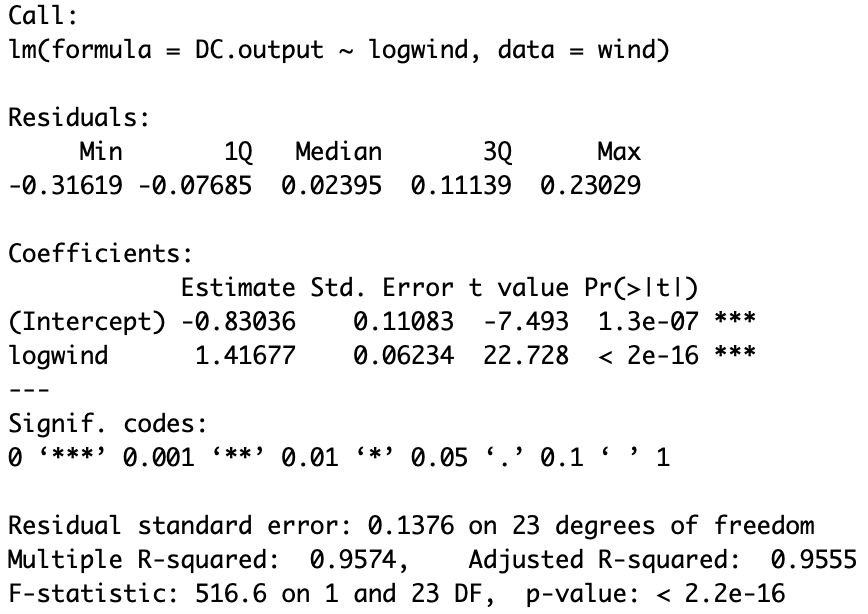 Call:
lm(formula = DC.output ~ logwind, data = wind)
Residuals:
     Min       1Q   Median       3Q      Max
-0.31619 -0.07685  0.02395  0.11139  0.23029
Coefficients:
            Estimate Std. Error t value Pr(>|t|)
(Intercept) -0.83036    0.11083  -7.493  1.3e-07 ***
logwind      1.41677    0.06234  22.728  < 2e-16 ***
---
Signif. codes:
0 ‘***’ 0.001 ‘**’ 0.01 ‘*’ 0.05 ‘.’ 0.1 ‘ ’ 1
Residual standard error: 0.1376 on 23 degrees of freedom
Multiple R-squared:  0.9574,    Adjusted R-squared:  0.9555
F-statistic: 516.6 on 1 and 23 DF,  p-value: < 2.2e-16